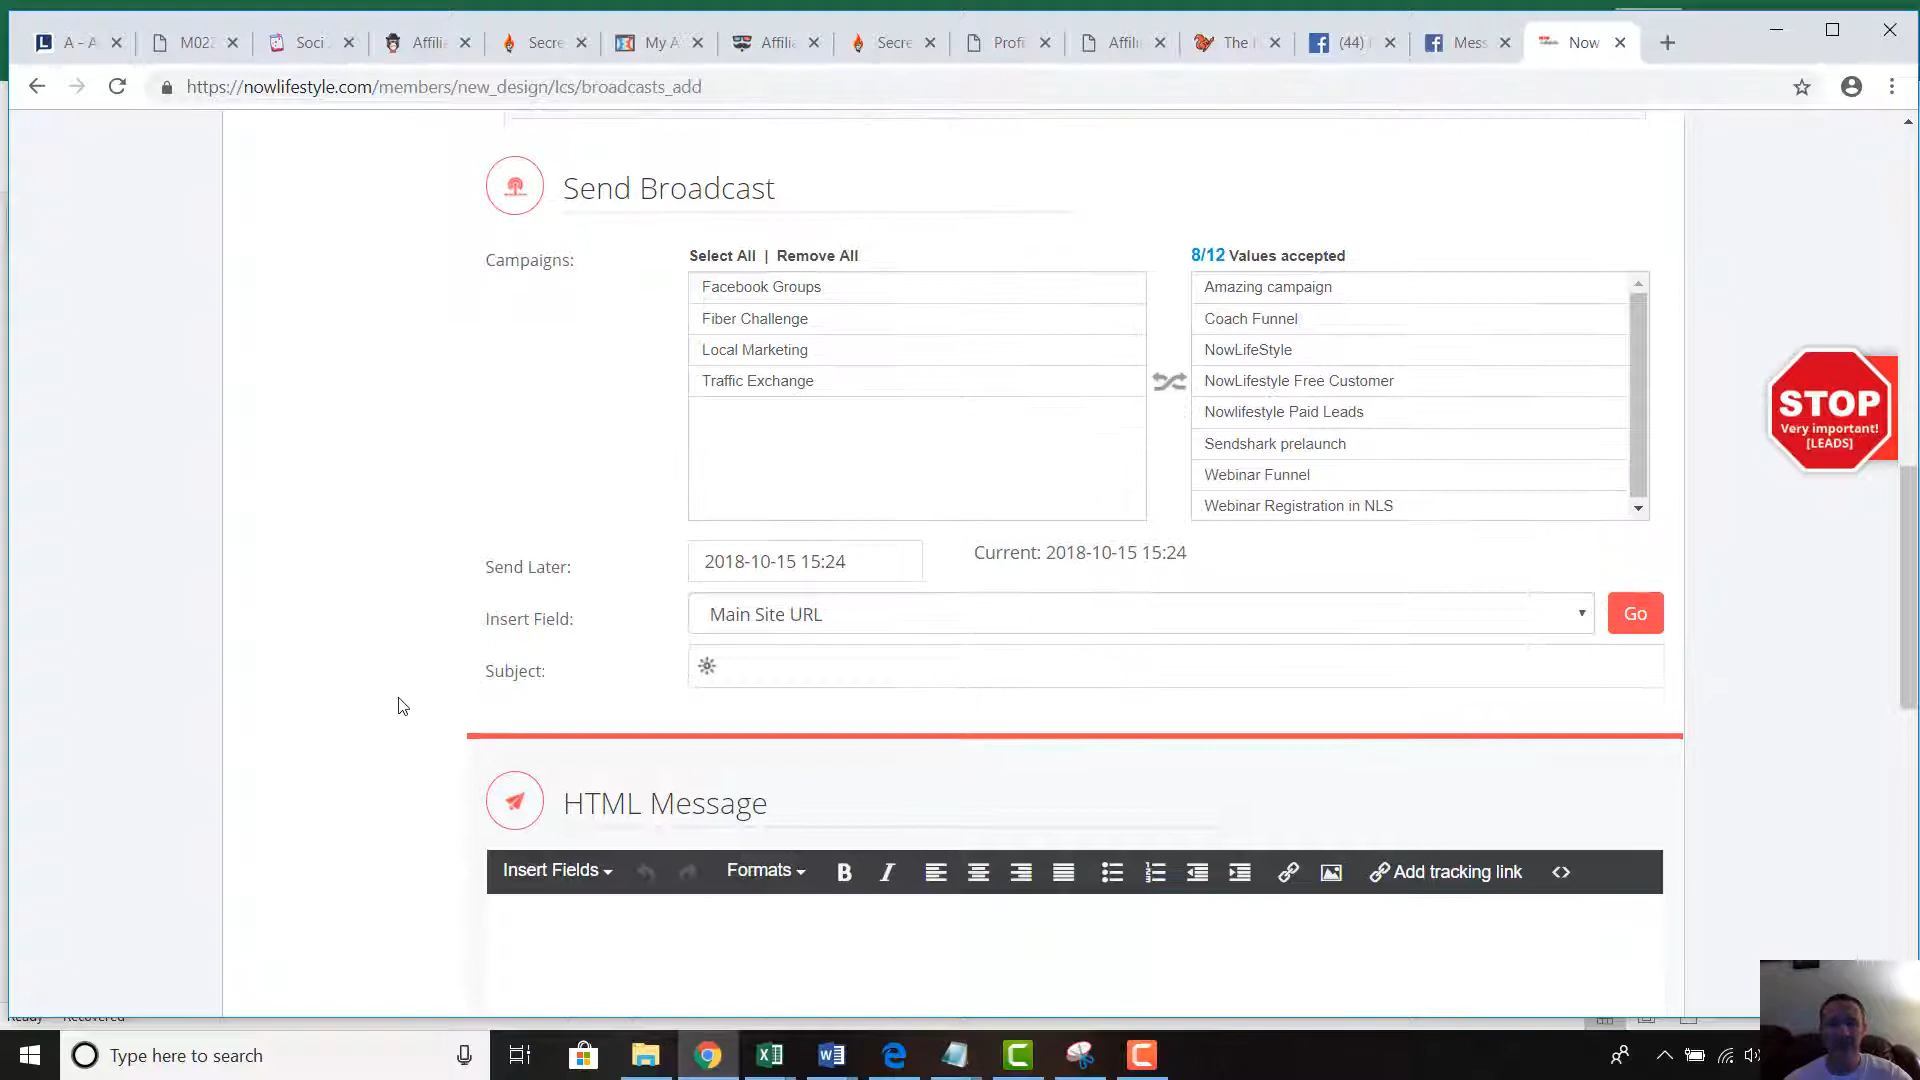 A - A
M022
Soci
Affili
Secre
My A
Affilia
Secre
Profi
Affili
The
(44)
Mess
Now
https://nowlifestyle.com/members/new_design/lcs/broadcasts_add
Send Broadcast
Campaigns:
Select All | Remove All
8/12 Values accepted
Facebook Groups
Fiber Challenge
Local Marketing
Traffic Exchange
Amazing campaign
Coach Funnel
NowLifeStyle
NowLifestyle Free Customer
Nowlifestyle Paid Leads
Sendshark prelaunch
Webinar Funnel
Webinar Registration in NLS
STOP
Very important!
[LEADS]
Send Later:
2018-10-15 15:24
Current: 2018-10-15 15:24
Insert Field:
Main Site URL
Go
Subject:
HTML Message
Insert Fields
Formats
B I
Add tracking link
Ready Recovered
Type here to search